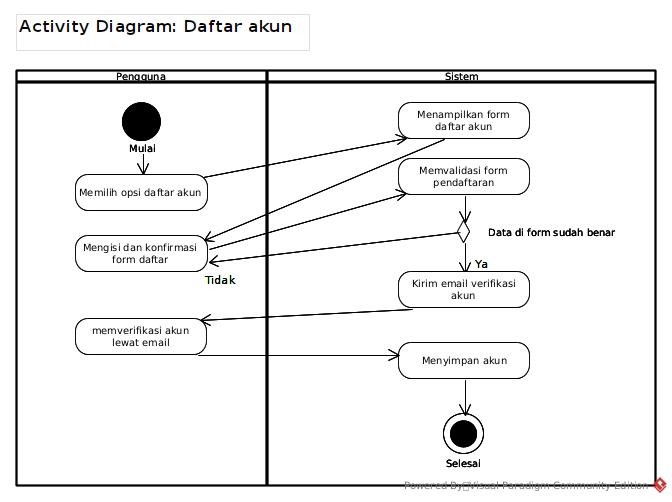 Activity Diagram: Daftar akun
Pengguna
Sistem
Mulai
Menampilkan form
daftar akun
Memilih opsi daftar akun
Memvalidasi form
pendaftaran
Mengisi dan konfirmasi
form daftar
Data di form sudah benar
Tidak
Ya
Kirim email verifikasi
akun
memverifikasi akun
lewat email
Menyimpan akun
Selesai
Powered By Visual Paradigm Community Edition